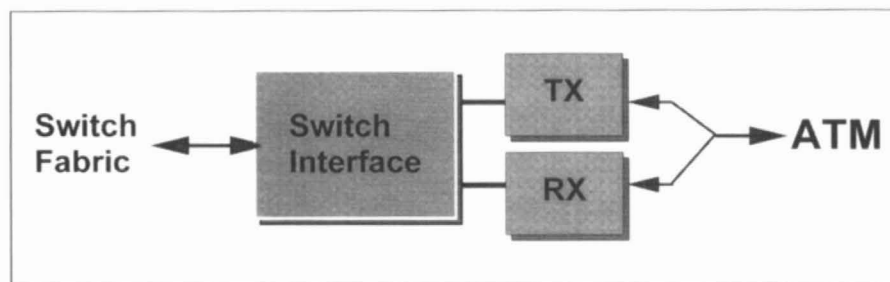 Switch
Fabric
Switch
Interface
TX
RX
ATM